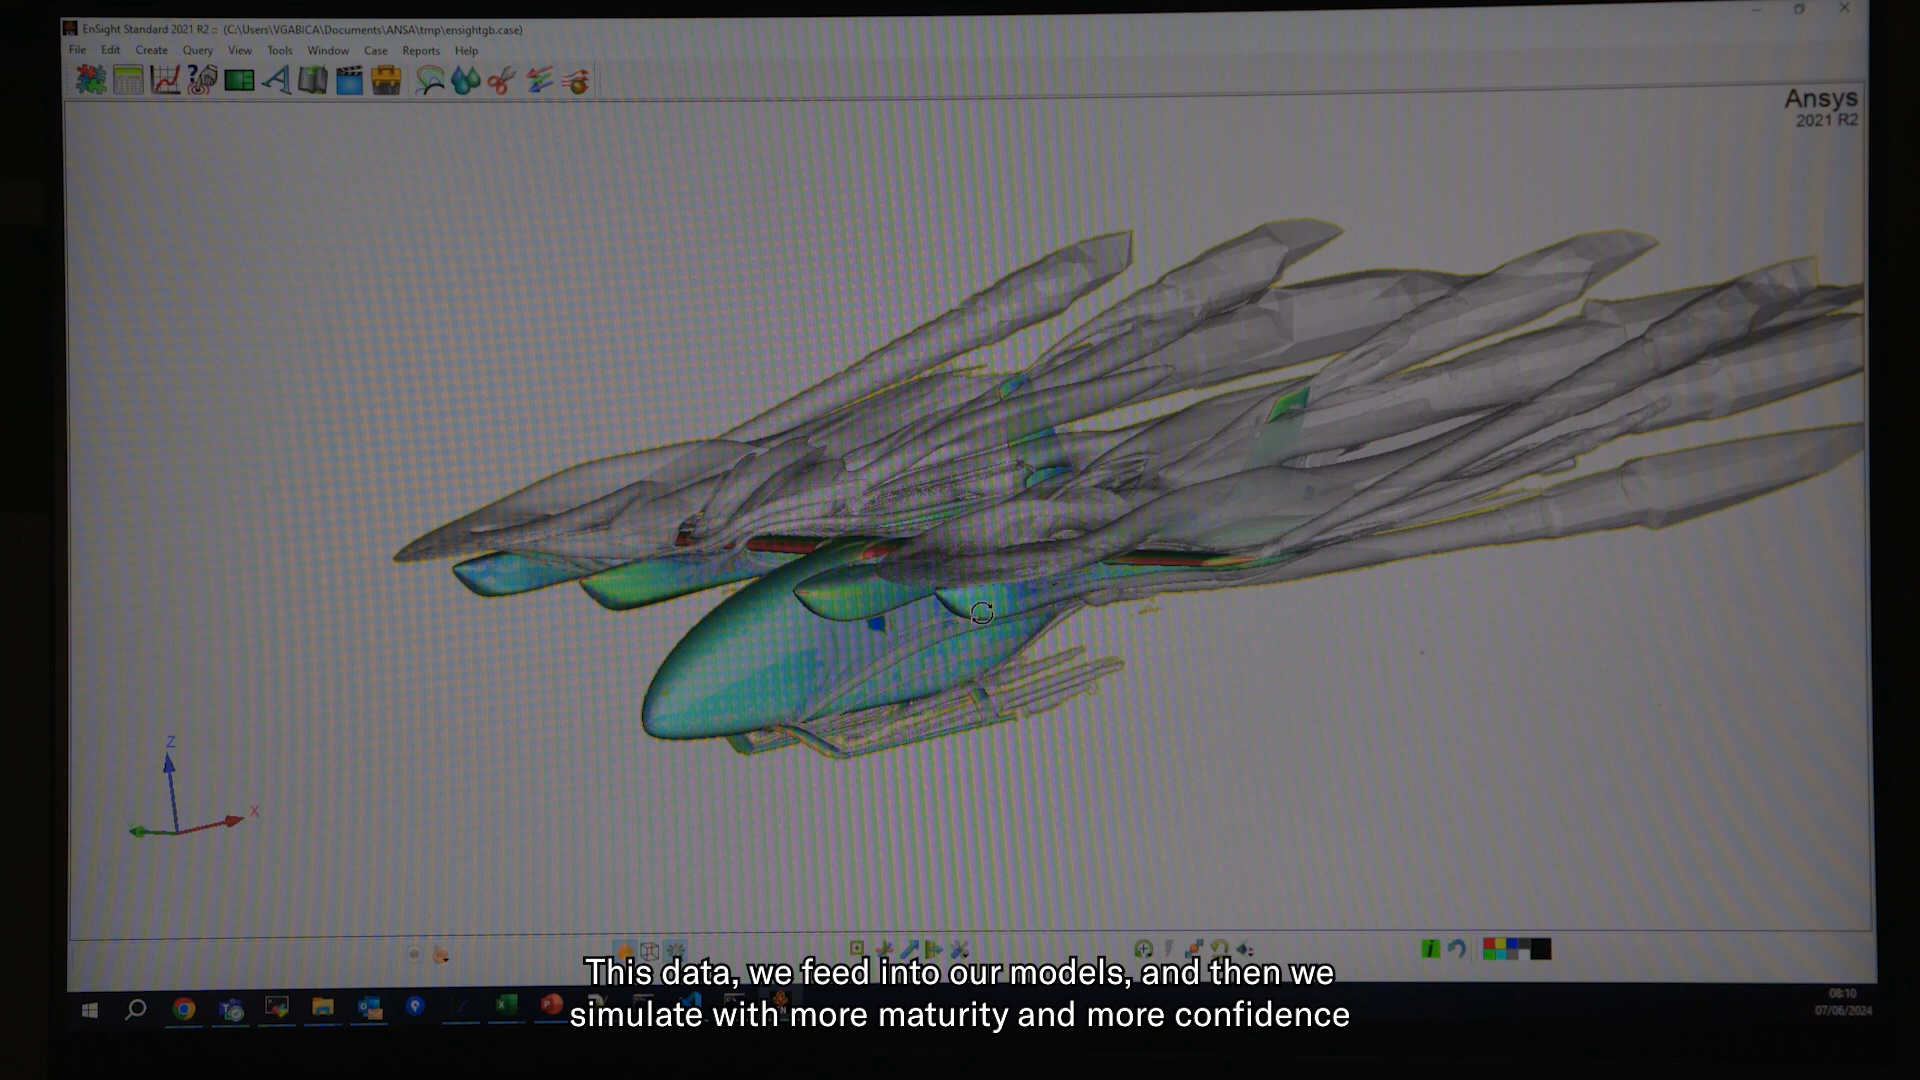 EnSight Standard 2021 R2 :: (C:\Users\VGABICA\Documents\ANSA\tmp\ensightgb.case)
File Edit Create Query View Tools Window Case Reports Help
Ansys
2021 R2
Z
X
This data, we feed into our models, and then we
simulate with more maturity and more confidence
08:10
07/06/2024